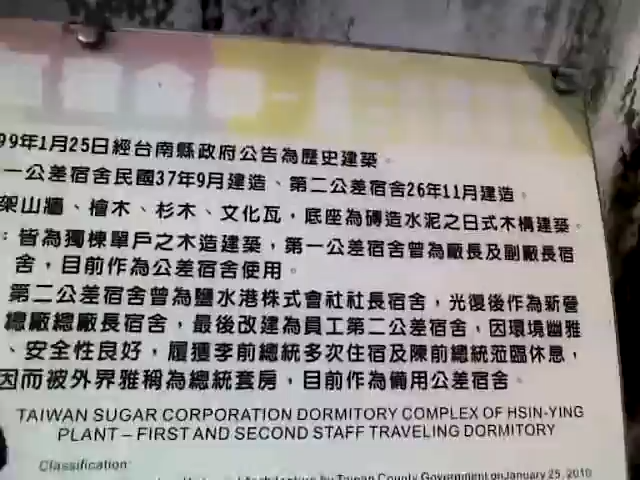 99年1月25日經台南縣政府公告為歷史建築。
一公差宿舍民國37年9月建造、第二公差宿舍26年11月建造。
架山牆、檜木、杉木、文化瓦，底座為磚造水泥之日式木構建築。
：皆為獨棟單戶之木造建築，第一公差宿舍曾為廠長及副廠長宿
舍，目前作為公差宿舍使用。
第二公差宿舍曾為鹽水港株式會社社長宿舍，光復後作為新營
總廠總廠長宿舍，最後改建為員工第二公差宿舍，因環境幽雅
、安全性良好，履獲李前總統多次住宿及陳前總統蒞臨休息，
因而被外界雅稱為總統套房，目前作為備用公差宿舍。
TAIWAN SUGAR CORPORATION DORMITORY COMPLEX OF HSIN-YING
PLANT – FIRST AND SECOND STAFF TRAVELING DORMITORY
Classification:
Architecture by Tainan County Government on January 25, 2010